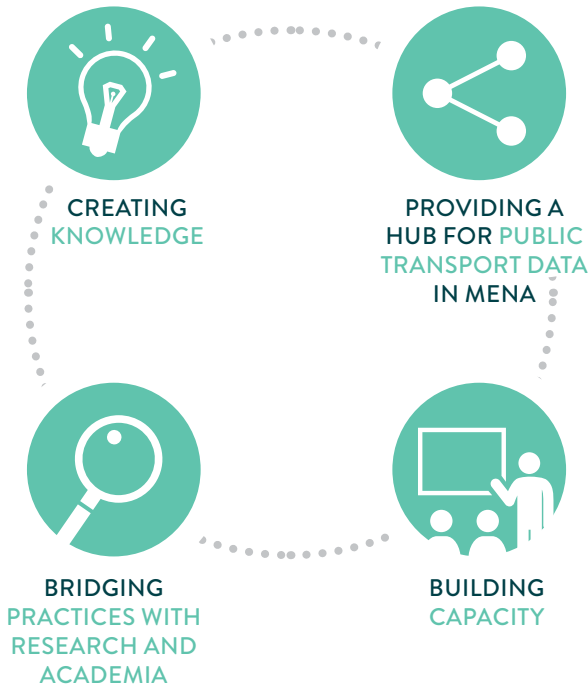 CREATING
KNOWLEDGE
PROVIDING A
HUB FOR PUBLIC
TRANSPORT DATA
IN MENA
BRIDGING
PRACTICES WITH
RESEARCH AND
ACADEMIA
BUILDING
CAPACITY